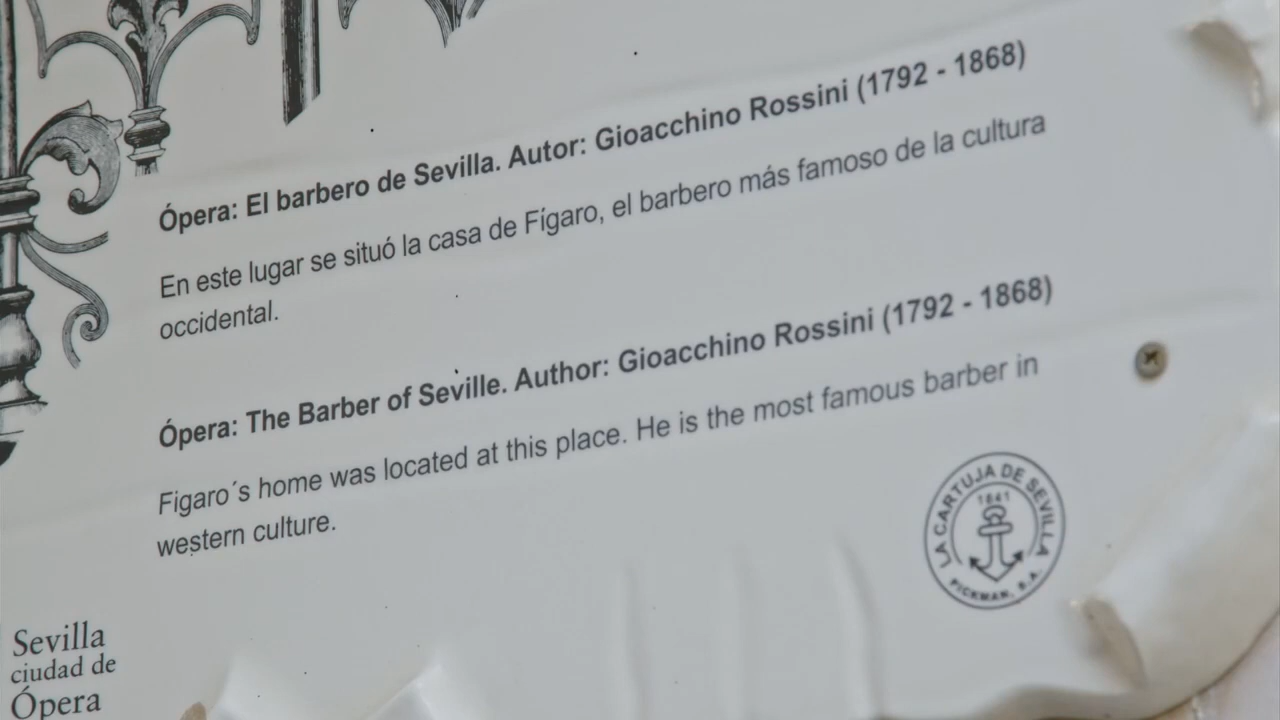 Ópera: El barbero de Sevilla. Autor: Gioacchino Rossini (1792 - 1868)
En este lugar se situó la casa de Fígaro, el barbero más famoso de la cultura
occidental.
Ópera: The Barber of Seville. Author: Gioacchino Rossini (1792 - 1868)
Figaro´s home was located at this place. He is the most famous barber in
western culture.
LA CARTUJA DE SEVILLA
1841
PICKMAN, S.A.
Sevilla
ciudad de
Ópera